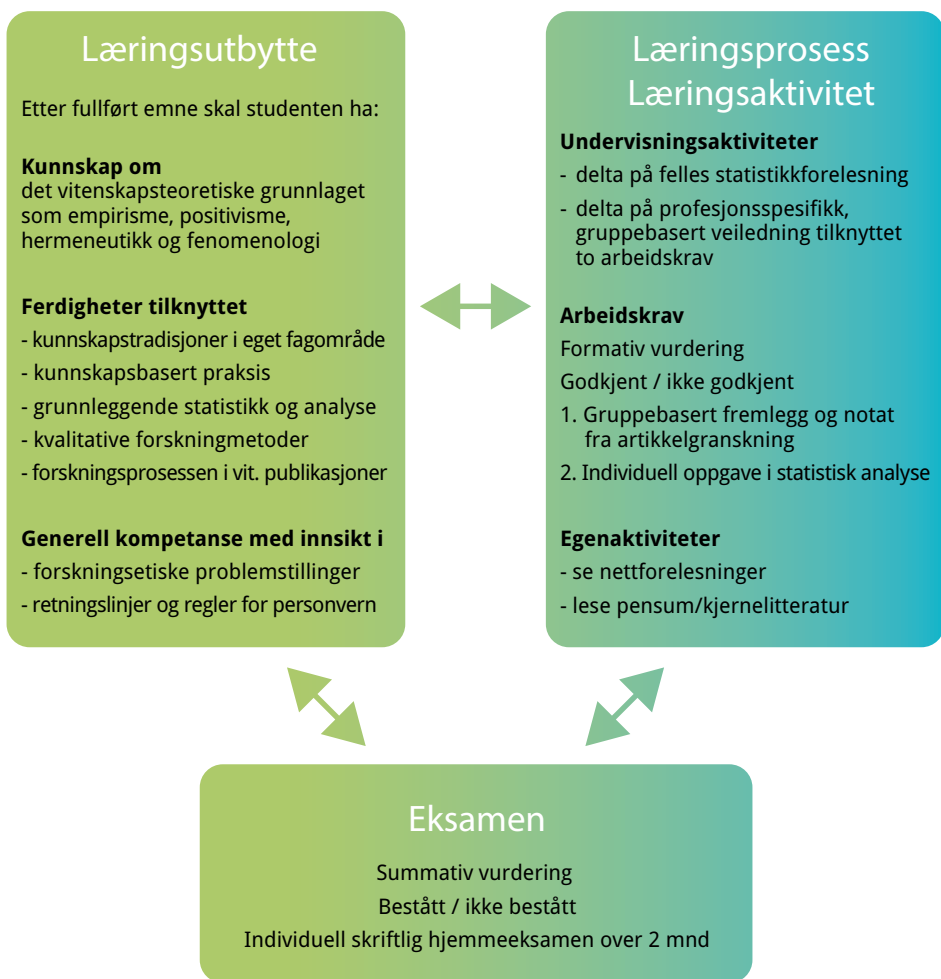 Læringsutbytte
Etter fullført emne skal studenten ha:
Kunnskap om
det vitenskapsteoretiske grunnlaget
som empirisme, positivisme,
hermeneutikk og fenomenologi
Ferdigheter tilknyttet
- kunnskapstradisjoner i eget fagområde
- kunnskapsbasert praksis
- grunnleggende statistikk og analyse
- kvalitative forskningmetoder
- forskningsprosessen i vit. publikasjoner
Generell kompetanse med innsikt i
- forskningsetiske problemstillinger
- retningslinjer og regler for personvern
Læringsprosess
Læringsaktivitet
Undervisningsaktiviteter
- delta på felles statistikkforelesning
- delta på profesjonsspesifikk,
gruppebasert veiledning tilknyttet
to arbeidskrav
Arbeidskrav
Formativ vurdering
Godkjent / ikke godkjent
1. Gruppebasert fremlegg og notat
fra artikkelgranskning
2. Individuell oppgave i statistisk analyse
Egenaktiviteter
- se nettforelesninger
- lese pensum/kjernelitteratur
Eksamen
Summativ vurdering
Bestått / ikke bestått
Individuell skriftlig hjemmeeksamen over 2 mnd